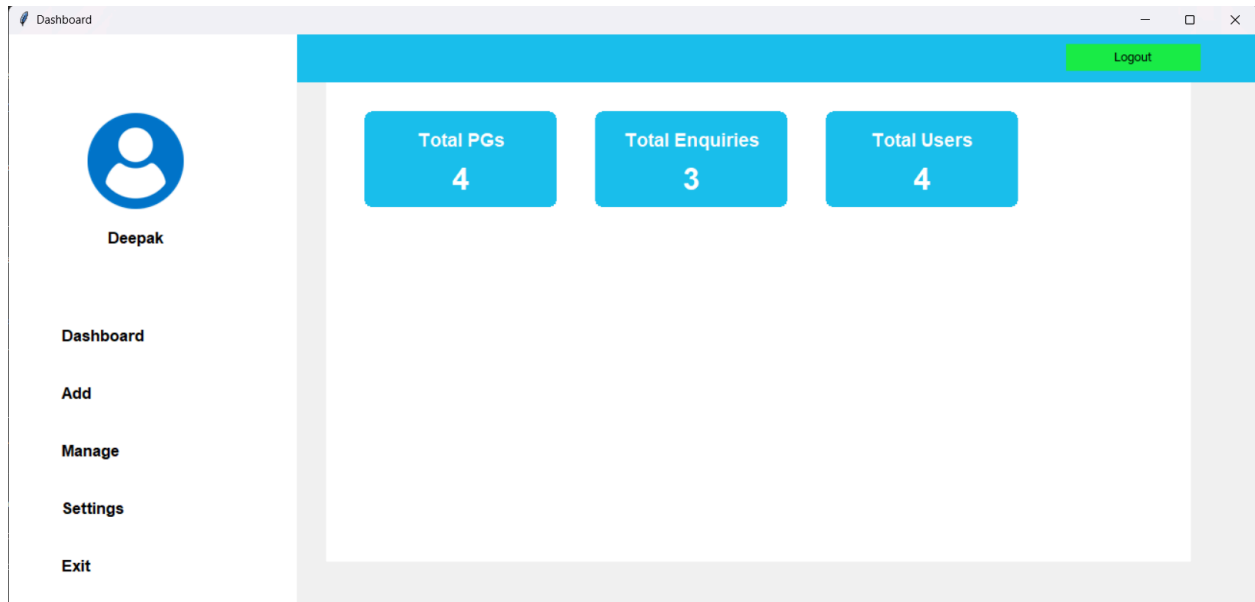 Dashboard
Logout
Deepak
Dashboard
Add
Manage
Settings
Exit
Total PGs
4
Total Enquiries
3
Total Users
4